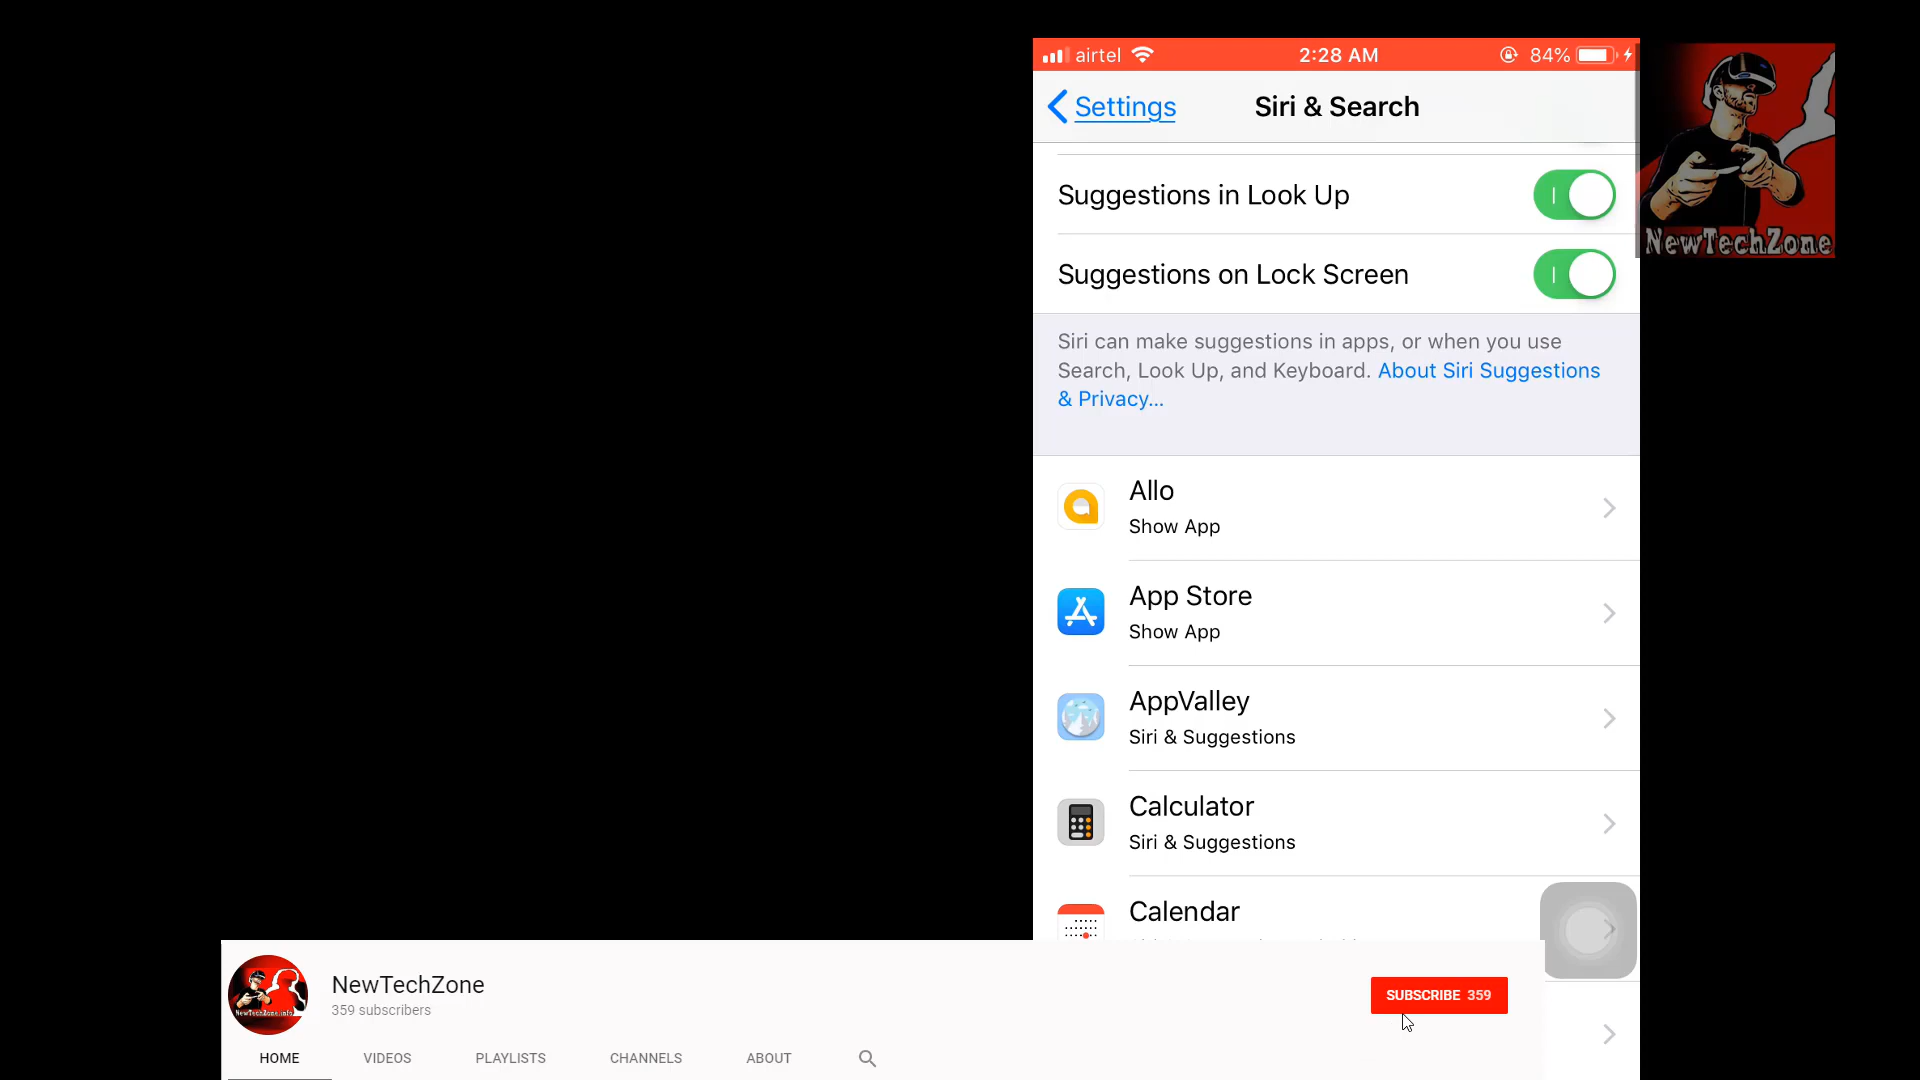 airtel
2:28 AM
84%
Settings
Siri & Search
NewTechZone
Suggestions in Look Up
Suggestions on Lock Screen
Siri can make suggestions in apps, or when you use
Search, Look Up, and Keyboard. About Siri Suggestions
& Privacy...
Allo
Show App
App Store
Show App
AppValley
Siri & Suggestions
Calculator
Siri & Suggestions
Calendar
NewTechZone
359 subscribers
SUBSCRIBE 359
HOME
VIDEOS
PLAYLISTS
CHANNELS
ABOUT